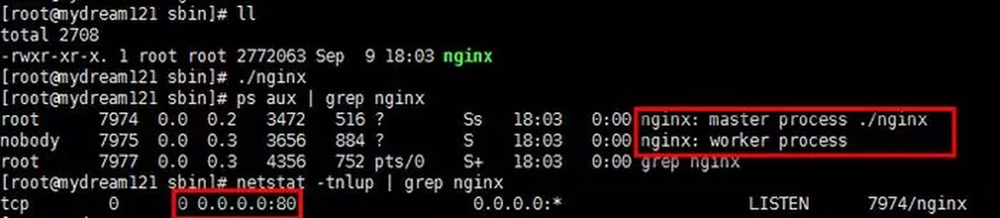 [root@mydream121 sbin]# ll
total 2708
-rwxr-xr-x. 1 root root 2772063 Sep  9 18:03 nginx
[root@mydream121 sbin]# ./nginx
[root@mydream121 sbin]# ps aux | grep nginx
root      7974  0.0  0.2   3472   516 ?        Ss   18:03   0:00 nginx: master process ./nginx
nobody    7975  0.0  0.3   3656   884 ?        S    18:03   0:00 nginx: worker process
root      7977  0.0  0.3   4356   752 pts/0    S+   18:03   0:00 grep nginx
[root@mydream121 sbin]# netstat -tnlup | grep nginx
tcp        0      0 0.0.0.0:80                  0.0.0.0:*                   LISTEN      7974/nginx